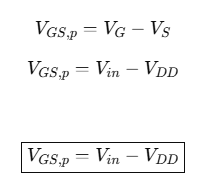 V_{GS,p} = V_G − V_S
V_{GS,p} = V_{in} − V_{DD}
V_{GS,p} = V_{in} − V_{DD}